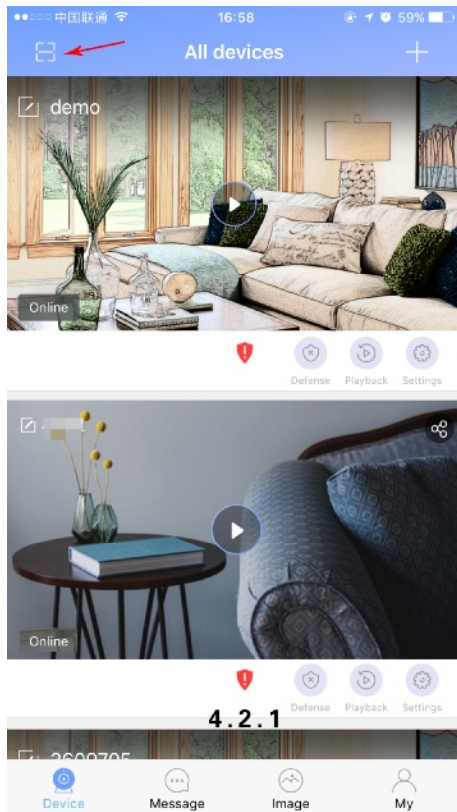 中国联通 16:58 59%
All devices
demo
Online
Defense Playback Settings
Online
Defense Playback Settings
4.2.1
3609705
Device Message Image My